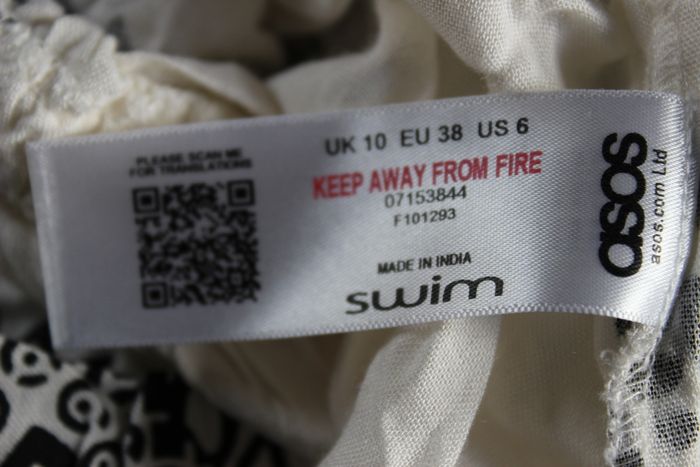 PLEASE SCAN ME
FOR TRANSLATIONS
UK 10 EU 38 US 6
KEEP AWAY FROM FIRE
07153844
F101293
MADE IN INDIA
swim
asos
asos.com Ltd